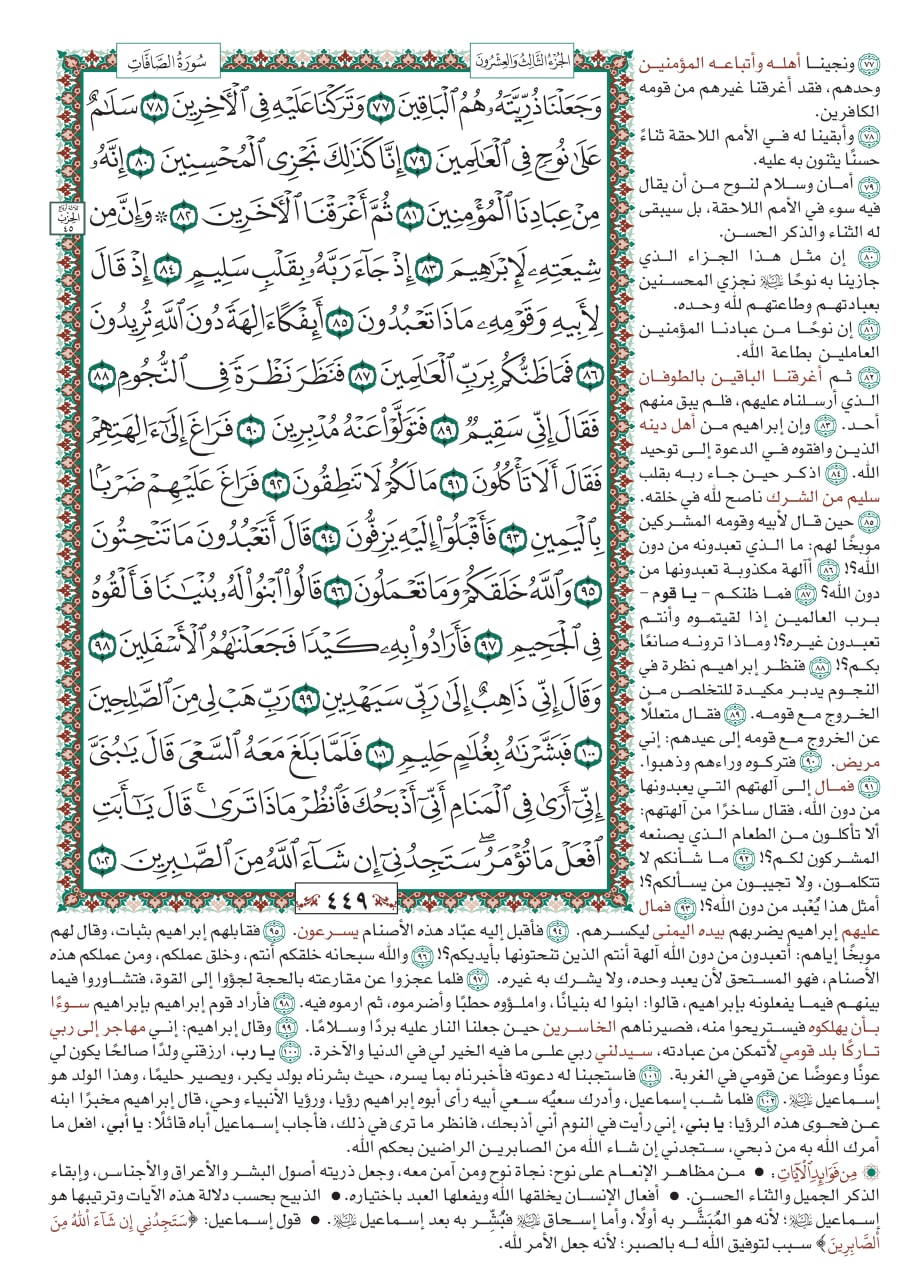 سُورَةُ الصَّافَّاتِ
الجُزْءُ الثَّالِثُ وَالعِشْرُونَ
وَجَعَلْنَا ذُرِّيَّتَهُۥ هُمُ ٱلْبَاقِينَ ٧٧ وَتَرَكْنَا عَلَيْهِ فِى ٱلْءَاخِرِينَ ٧٨ سَلَٰمٌ
عَلَىٰ نُوحٍ فِى ٱلْعَٰلَمِينَ ٧٩ إِنَّا كَذَٰلِكَ نَجْزِى ٱلْمُحْسِنِينَ ٨٠ إِنَّهُۥ
مِنْ عِبَادِنَا ٱلْمُؤْمِنِينَ ٨١ ثُمَّ أَغْرَقْنَا ٱلْءَاخَرِينَ ٨٢ ۞ وَإِنَّ مِن
شِيعَتِهِۦ لَإِبْرَٰهِيمَ ٨٣ إِذْ جَآءَ رَبَّهُۥ بِقَلْبٍ سَلِيمٍ ٨٤ إِذْ قَالَ
لِأَبِيهِ وَقَوْمِهِۦ مَاذَا تَعْبُدُونَ ٨٥ أَئِفْكًا ءَالِهَةً دُونَ ٱللَّهِ تُرِيدُونَ
٨٦ فَمَا ظَنُّكُم بِرَبِّ ٱلْعَٰلَمِينَ ٨٧ فَنَظَرَ نَظْرَةً فِى ٱلنُّجُومِ ٨٨
فَقَالَ إِنِّى سَقِيمٌ ٨٩ فَتَوَلَّوْا۟ عَنْهُ مُدْبِرِينَ ٩٠ فَرَاغَ إِلَىٰٓ ءَالِهَتِهِمْ
فَقَالَ أَلَا تَأْكُلُونَ ٩١ مَا لَكُمْ لَا تَنطِقُونَ ٩٢ فَرَاغَ عَلَيْهِمْ ضَرْبًۢا
بِٱلْيَمِينِ ٩٣ فَأَقْبَلُوٓا۟ إِلَيْهِ يَزِفُّونَ ٩٤ قَالَ أَتَعْبُدُونَ مَا تَنْحِتُونَ
٩٥ وَٱللَّهُ خَلَقَكُمْ وَمَا تَعْمَلُونَ ٩٦ قَالُوا۟ ٱبْنُوا۟ لَهُۥ بُنْيَٰنًا فَأَلْقُوهُ
فِى ٱلْجَحِيمِ ٩٧ فَأَرَادُوا۟ بِهِۦ كَيْدًا فَجَعَلْنَٰهُمُ ٱلْأَسْفَلِينَ ٩٨
وَقَالَ إِنِّى ذَاهِبٌ إِلَىٰ رَبِّى سَيَهْدِينِ ٩٩ رَبِّ هَبْ لِى مِنَ ٱلصَّٰلِحِينَ
١٠٠ فَبَشَّرْنَٰهُ بِغُلَٰمٍ حَلِيمٍ ١٠١ فَلَمَّا بَلَغَ مَعَهُ ٱلسَّعْىَ قَالَ يَٰبُنَىَّ
إِنِّىٓ أَرَىٰ فِى ٱلْمَنَامِ أَنِّىٓ أَذْبَحُكَ فَٱنظُرْ مَاذَا تَرَىٰ ۚ قَالَ يَٰٓأَبَتِ
ٱفْعَلْ مَا تُؤْمَرُ ۖ سَتَجِدُنِىٓ إِن شَآءَ ٱللَّهُ مِنَ ٱلصَّٰبِرِينَ ١٠٢
٤٤٩
الحزب
٤٥
٧٧ ونجينا أهله وأتباعه المؤمنين
وحدهم، فقد أغرقنا غيرهم من قومه
الكافرين.
٧٨ وأبقينا له في الأمم اللاحقة ثناءً
حسنًا يثنون به عليه.
٧٩ أمان وسلام لنوح من أن يقال
فيه سوء في الأمم اللاحقة، بل سيبقى
له الثناء والذكر الحسن.
٨٠ إن مثل هذا الجزاء الذي
جازينا به نوحًا ﷺ نجزي المحسنين
بعبادتهم وطاعتهم لله وحده.
٨١ إن نوحًا من عبادنا المؤمنين
العاملين بطاعة الله.
٨٢ ثم أغرقنا الباقين بالطوفان
الذي أرسلناه عليهم، فلم يبق منهم
أحد. ٨٣ وإن إبراهيم من أهل دينه
الذين وافقوه في الدعوة إلى توحيد
الله. ٨٤ اذكر حين جاء ربه بقلب
سليم من الشرك ناصح لله في خلقه.
٨٥ حين قال لأبيه وقومه المشركين
موبخًا لهم: ما الذي تعبدونه من دون
الله؟! ٨٦ أآلهة مكذوبة تعبدونها من
دون الله؟ ٨٧ فما ظنكم - يا قوم -
برب العالمين إذا لقيتموه وأنتم
تعبدون غيره؟! وماذا ترونه صانعًا
بكم؟! ٨٨ فنظر إبراهيم نظرة في
النجوم يدبر مكيدة للتخلص من
الخروج مع قومه. ٨٩ فقال متعللًا
عن الخروج مع قومه إلى عيدهم: إني
مريض. ٩٠ فتركوه وراءهم وذهبوا.
٩١ فمال إلى آلهتهم التي يعبدونها
من دون الله، فقال ساخرًا من آلهتهم:
ألا تأكلون من الطعام الذي يصنعه
المشركون لكم؟! ٩٢ ما شأنكم لا
تتكلمون، ولا تجيبون من يسألكم؟!
أمثل هذا يُعْبد من دون الله؟! ٩٣ فمال
عليهم إبراهيم يضربهم بيده اليمنى ليكسرهم. ٩٤ فأقبل إليه عبّاد هذه الأصنام يسرعون. ٩٥ فقابلهم إبراهيم بثبات، وقال لهم
موبخًا إياهم: أتعبدون من دون الله آلهة أنتم الذين تنحتونها بأيديكم؟! ٩٦ والله سبحانه خلقكم أنتم، وخلق عملكم، ومن عملكم هذه
الأصنام، فهو المستحق لأن يعبد وحده، ولا يشرك به غيره. ٩٧ فلما عجزوا عن مقارعته بالحجة لجؤوا إلى القوة، فتشاوروا فيما
بينهم فيما يفعلونه بإبراهيم، قالوا: ابنوا له بنيانًا، واملؤوه حطبًا وأضرموه، ثم ارموه فيه. ٩٨ فأراد قوم إبراهيم بإبراهيم سوءًا
بأن يهلكوه فيستريحوا منه، فصيرناهم الخاسرين حين جعلنا النار عليه بردًا وسلامًا. ٩٩ وقال إبراهيم: إني مهاجر إلى ربي
تاركًا بلد قومي لأتمكن من عبادته، سيدلني ربي على ما فيه الخير لي في الدنيا والآخرة. ١٠٠ يا رب، ارزقني ولدًا صالحًا يكون لي
عونًا وعوضًا عن قومي في الغربة. ١٠١ فاستجبنا له دعوته فأخبرناه بما يسره، حيث بشرناه بولد يكبر، ويصير حليمًا، وهذا الولد هو
إسماعيل ﷺ. ١٠٢ فلما شب إسماعيل، وأدرك سعيُه سعي أبيه رأى أبوه إبراهيم رؤيا، ورؤيا الأنبياء وحي، قال إبراهيم مخبرًا ابنه
عن فحوى هذه الرؤيا: يا بني، إني رأيت في النوم أني أذبحك، فانظر ما ترى في ذلك، فأجاب إسماعيل أباه قائلًا: يا أبي، افعل ما
أمرك الله به من ذبحي، ستجدني إن شاء الله من الصابرين الراضين بحكم الله.
مِن فَوَائِدِ الْآيَاتِ: • من مظاهر الإنعام على نوح: نجاة نوح ومن آمن معه، وجعل ذريته أصول البشر والأعراق والأجناس، وإبقاء
الذكر الجميل والثناء الحسن. • أفعال الإنسان يخلقها الله ويفعلها العبد باختياره. • الذبيح بحسب دلالة هذه الآيات وترتيبها هو
إسماعيل ﷺ؛ لأنه هو المُبَشَّر به أولًا، وأما إسحاق ﷺ فبُشِّر به بعد إسماعيل ﷺ. • قول إسماعيل: ﴿سَتَجِدُنِي إِن شَآءَ ٱللَّهُ مِنَ
ٱلصَّابِرِينَ﴾ سبب لتوفيق الله له بالصبر؛ لأنه جعل الأمر لله.